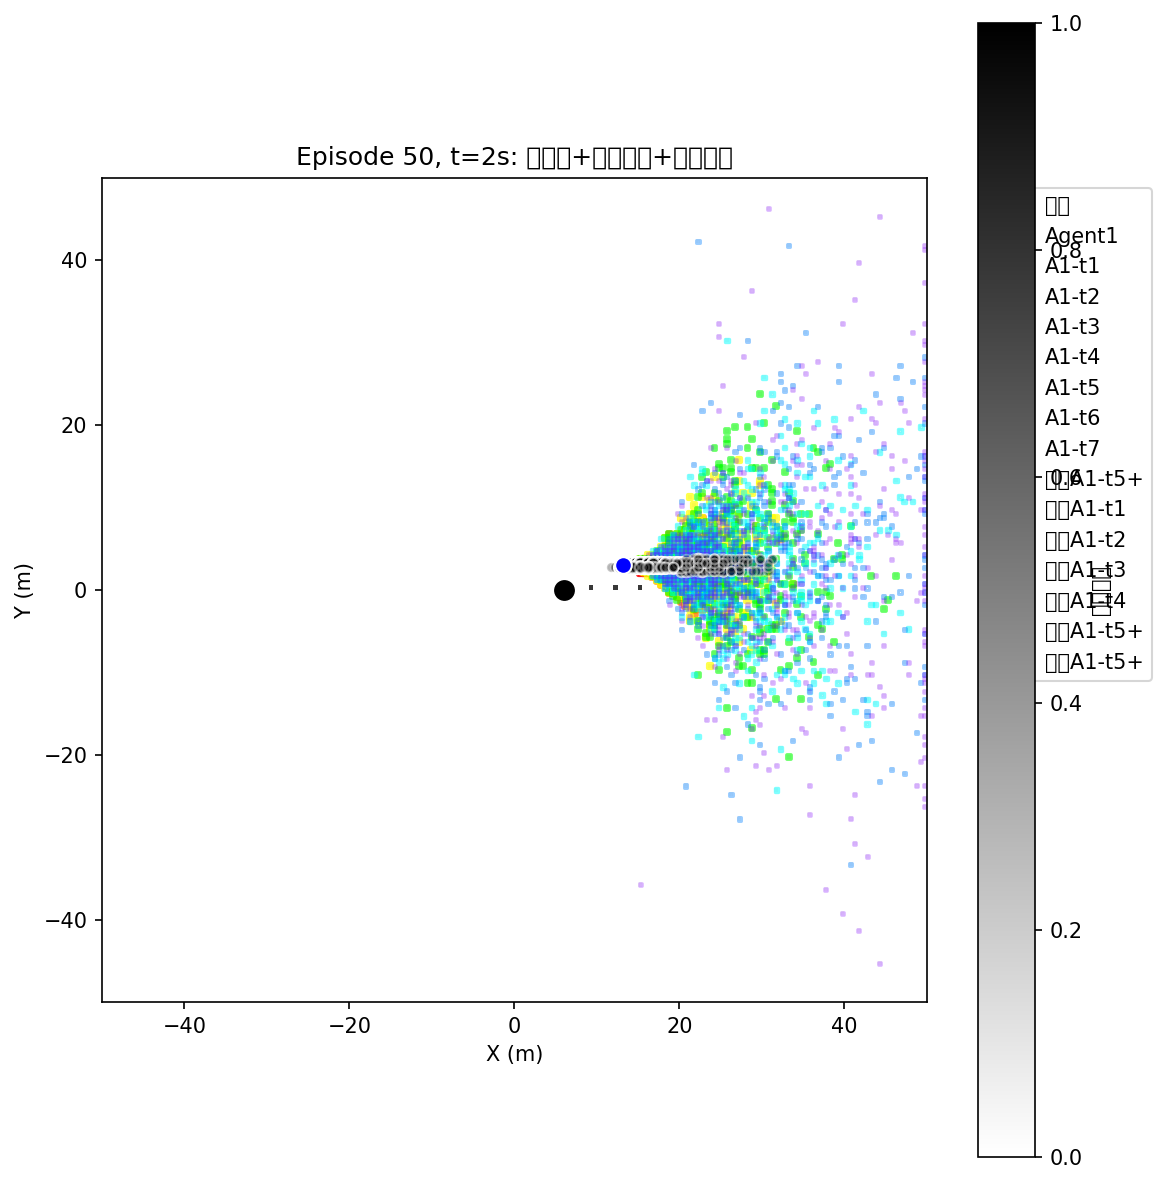 Episode 50, t=2s: □□□+□□□□+□□□□
40
20
0
−20
−40
Y (m)
−40
−20
0
20
40
X (m)
1.0
0.8
0.6
0.4
0.2
0.0
□□□
□□
Agent1
A1-t1
A1-t2
A1-t3
A1-t4
A1-t5
A1-t6
A1-t7
□□A1-t5+
□□A1-t1
□□A1-t2
□□A1-t3
□□A1-t4
□□A1-t5+
□□A1-t5+